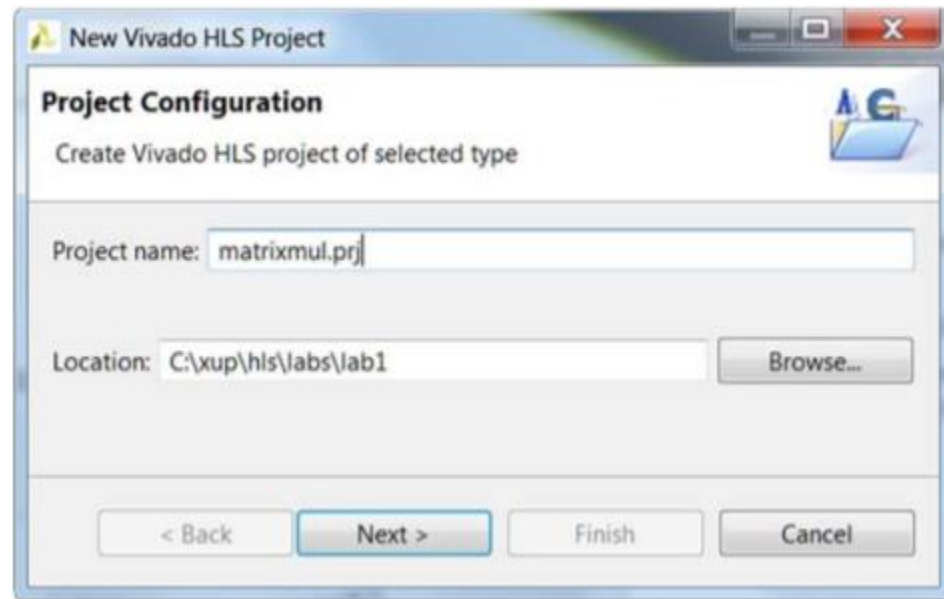 New Vivado HLS Project
Project Configuration
Create Vivado HLS project of selected type
Project name: matrixmul.prj
Location: C:\xup\hls\labs\lab1 Browse...
< Back Next > Finish Cancel